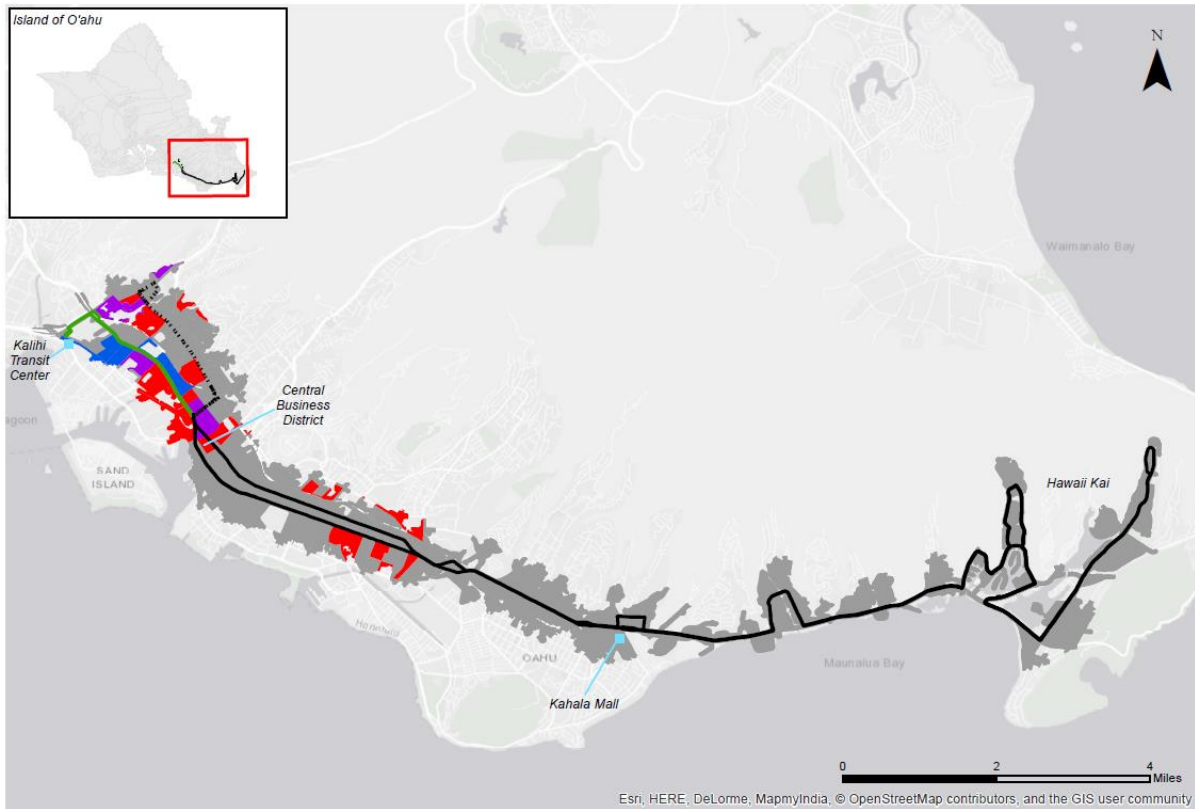 Island of O'ahu
N
Waimanalo Bay
Kalihi
Transit
Center
Central
Business
District
SAND
ISLAND
Hawaii Kai
Honolulu
OAHU
Maunalua Bay
Kahala Mall
0
2
4
Miles
Esri, HERE, DeLorme, MapmyIndia, © OpenStreetMap contributors, and the GIS user community